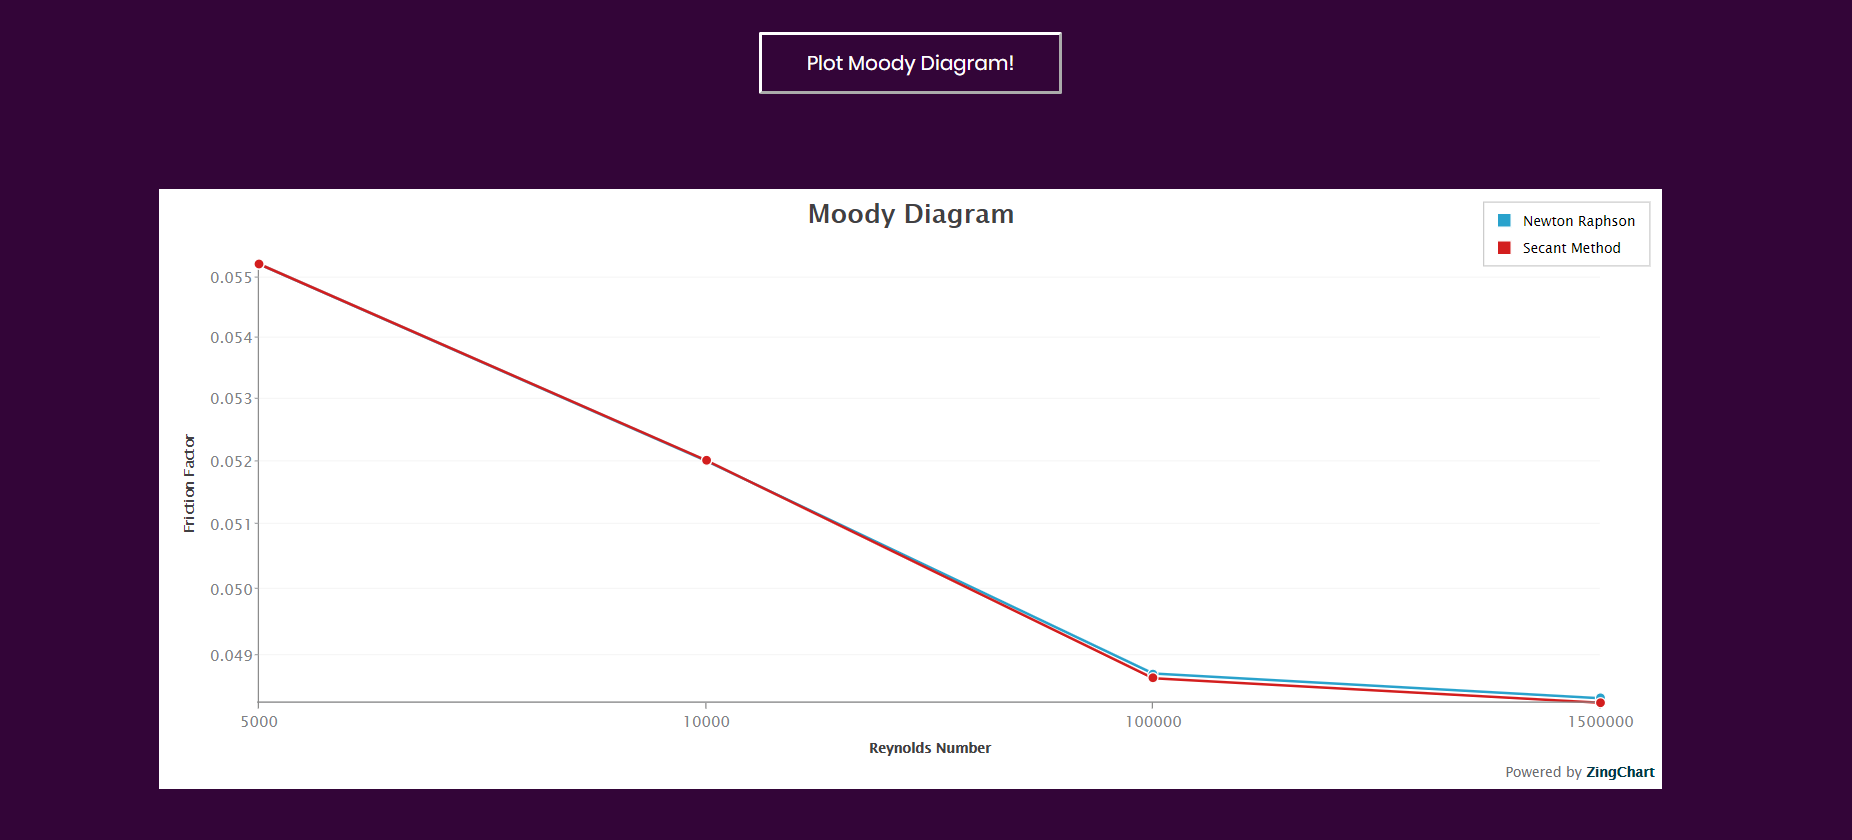 Plot Moody Diagram!
Moody Diagram
Newton Raphson
Secant Method
0.055
0.054
0.053
0.052
0.051
0.050
0.049
Friction Factor
5000 10000 100000 1500000
Reynolds Number
Powered by ZingChart